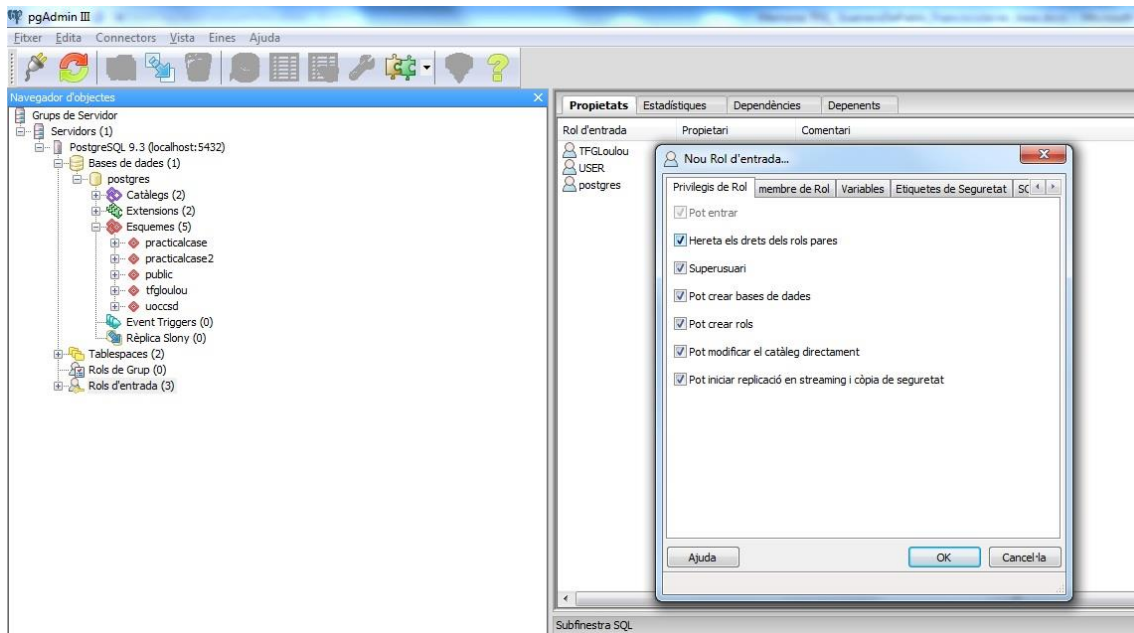 pgAdmin III
Fitxer Edita Connectors Vista Eines Ajuda
Navegador d'objectes
Grups de Servidor
Servidors (1)
PostgreSQL 9.3 (localhost:5432)
Bases de dades (1)
postgres
Catàlegs (2)
Extensions (2)
Esquemes (5)
practicalcase
practicalcase2
public
tfgloulou
uoccsd
Event Triggers (0)
Rèplica Slony (0)
Tablespaces (2)
Rols de Grup (0)
Rols d'entrada (3)
Propietats Estadístiques Dependències Depenents
Rol d'entrada Propietari Comentari
TFGLoulou
USER
postgres
Nou Rol d'entrada...
Privilegis de Rol membre de Rol Variables Etiquetes de Seguretat SQ
Pot entrar
Hereta els drets dels rols pares
Superusuari
Pot crear bases de dades
Pot crear rols
Pot modificar el catàleg directament
Pot iniciar replicació en streaming i còpia de seguretat
Ajuda OK Cancel·la
Subfinestra SQL